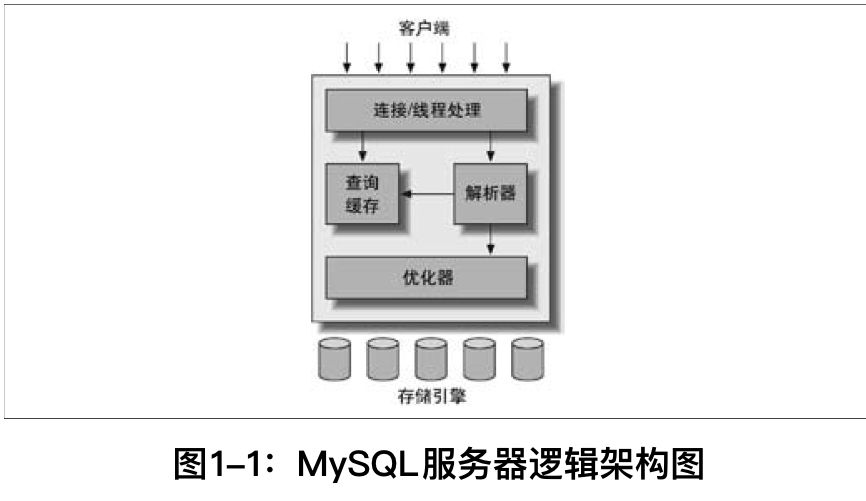 客户端
连接/线程处理
查询
缓存
解析器
优化器
存储引擎
图1–1：MySQL服务器逻辑架构图